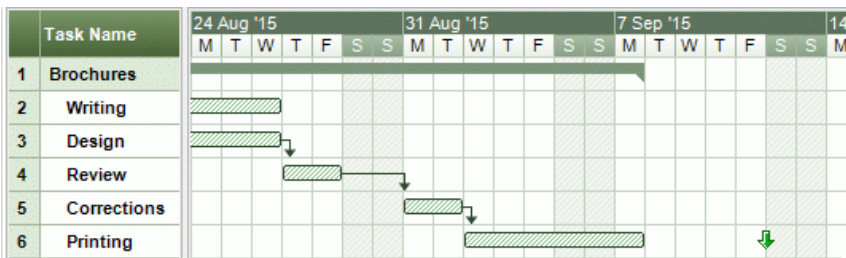 Task Name
24 Aug '15 31 Aug '15 7 Sep '15 14
M T W T F S S M T W T F S S M T W T F S S M
1 Brochures
2 Writing
3 Design
4 Review
5 Corrections
6 Printing